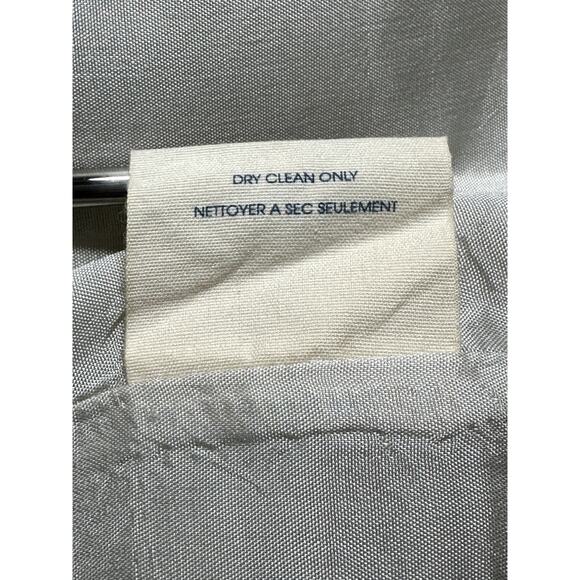 DRY CLEAN ONLY
NETTOYER A SEC SEULEMENT